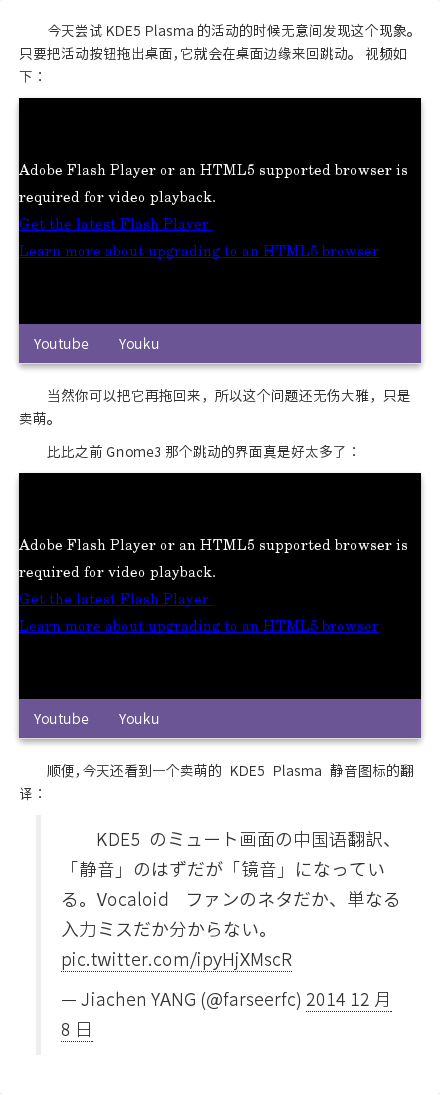 今天尝试 KDE5 Plasma 的活动的时候无意间发现这个现象。
只要把活动按钮拖出桌面,它就会在桌面边缘来回跳动。 视频如
下：
Adobe Flash Player or an HTML5 supported browser is
required for video playback.
Get the latest Flash Player
Learn more about upgrading to an HTML5 browser
Youtube Youku
当然你可以把它再拖回来，所以这个问题还无伤大雅，只是
卖萌。
比比之前 Gnome3 那个跳动的界面真是好太多了：
Adobe Flash Player or an HTML5 supported browser is
required for video playback.
Get the latest Flash Player
Learn more about upgrading to an HTML5 browser
Youtube Youku
顺便,今天还看到一个卖萌的 KDE5 Plasma 静音图标的翻
译：
KDE5 のミュート画面の中国语翻訳、
「静音」のはずだが「镜音」になってい
る。Vocaloid ファンのネタだか、単なる
入力ミスだか分からない。
pic.twitter.com/ipyHjXMscR
— Jiachen YANG (@farseerfc) 2014 12 月
8 日